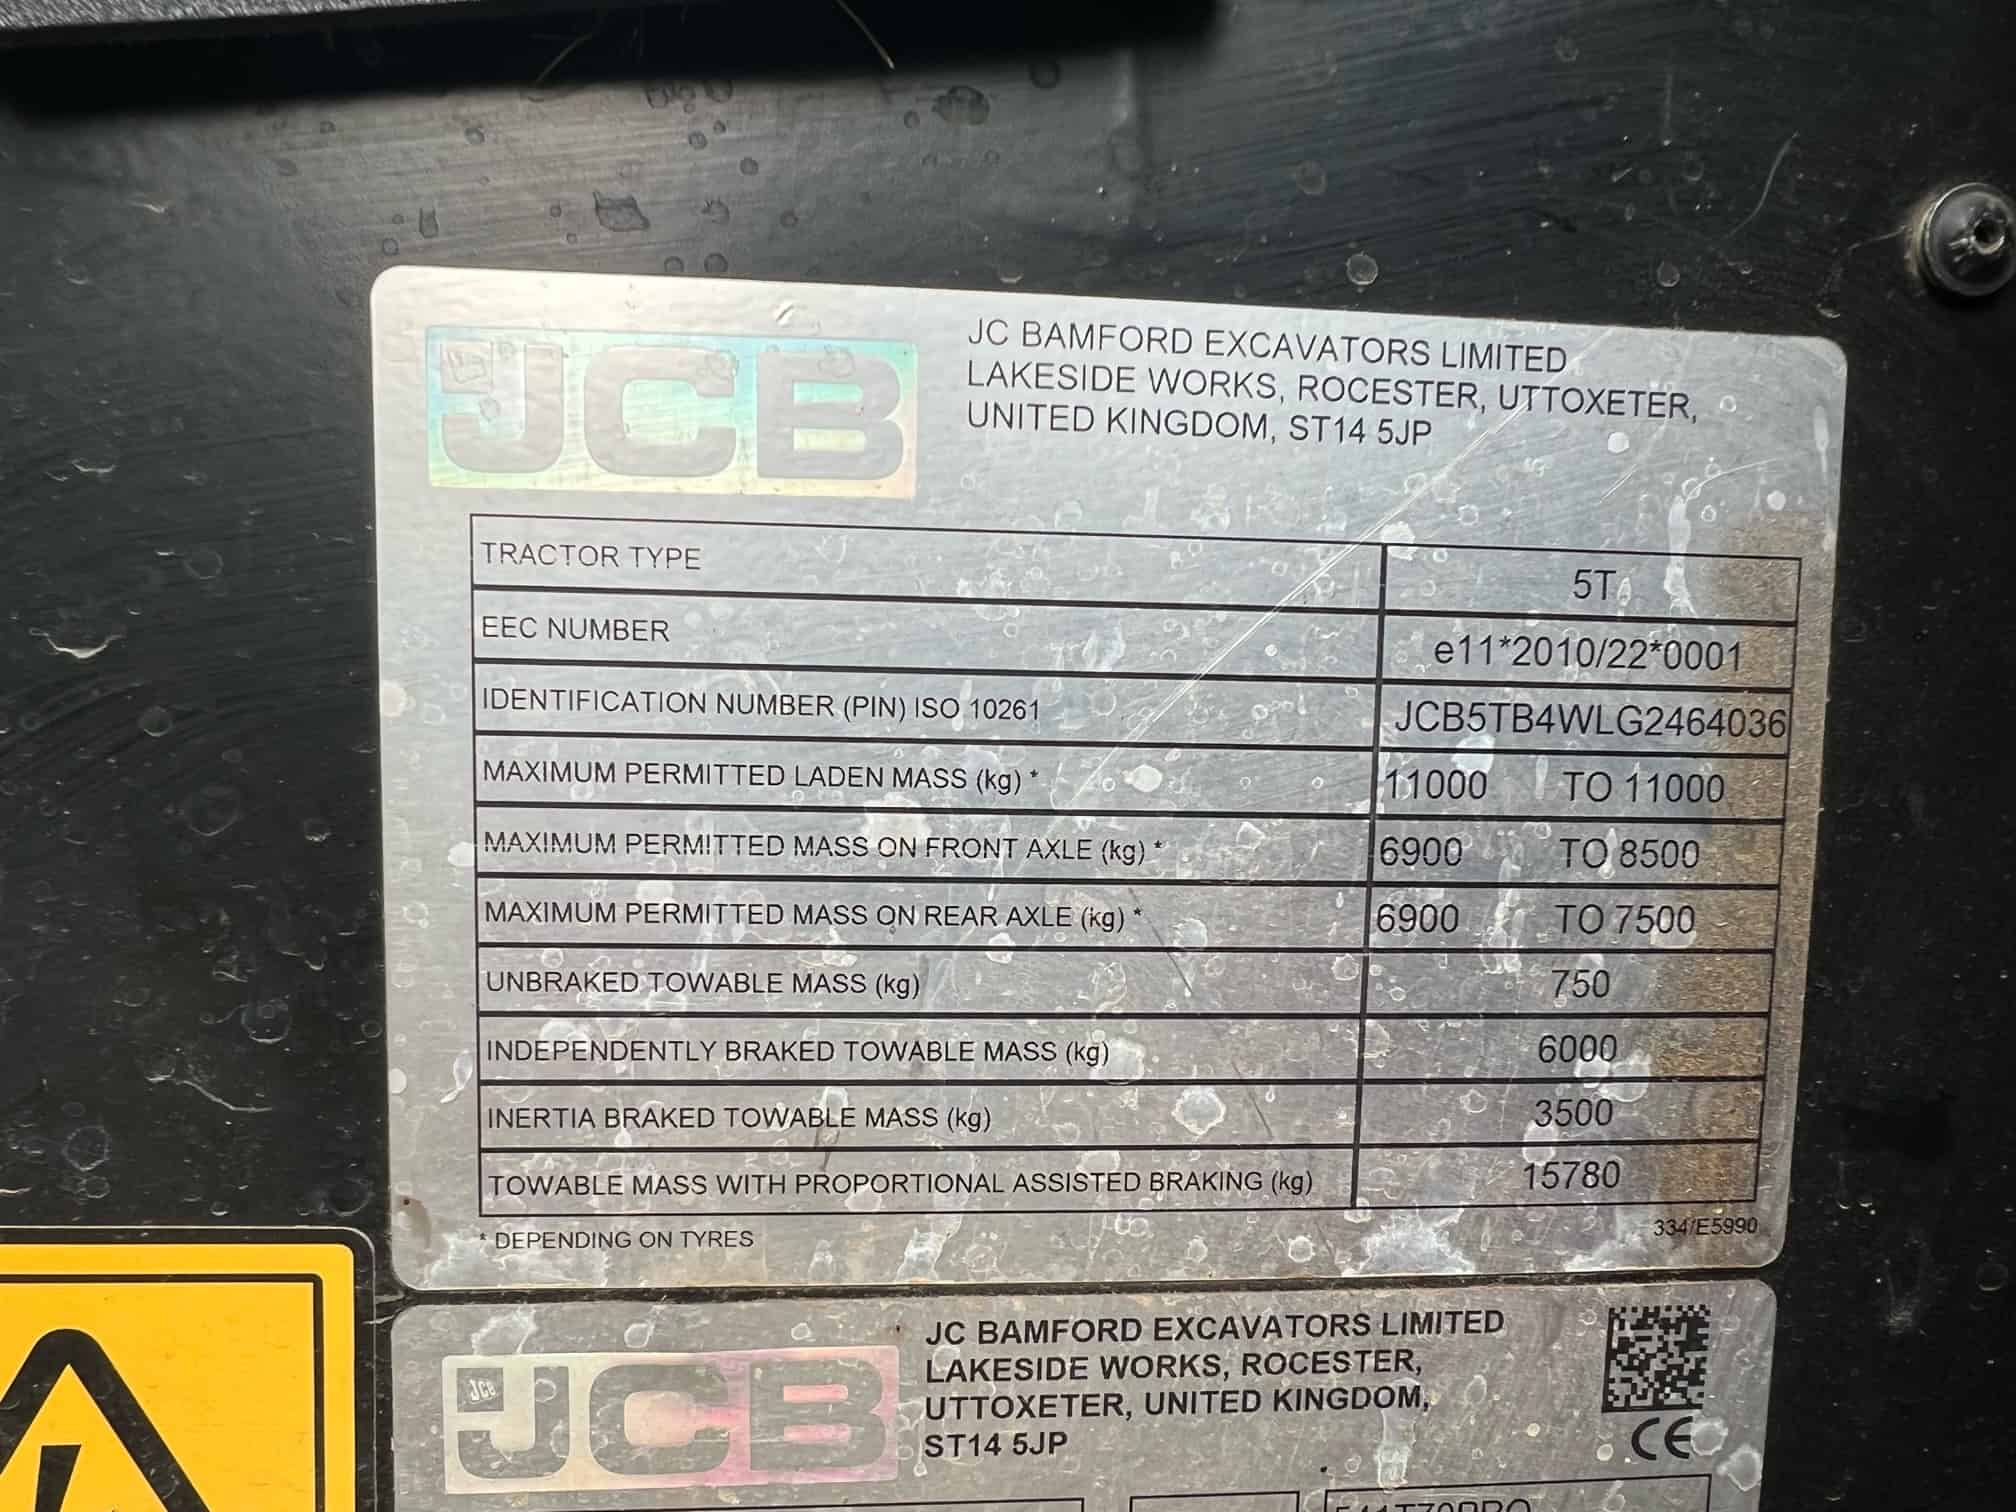 JCB
JC BAMFORD EXCAVATORS LIMITED
LAKESIDE WORKS, ROCESTER, UTTOXETER,
UNITED KINGDOM, ST14 5JP
TRACTOR TYPE 5T
EEC NUMBER e11*2010/22*0001
IDENTIFICATION NUMBER (PIN) ISO 10261 JCB5TB4WLG2464036
MAXIMUM PERMITTED LADEN MASS (kg) * 11000 TO 11000
MAXIMUM PERMITTED MASS ON FRONT AXLE (kg) * 6900 TO 8500
MAXIMUM PERMITTED MASS ON REAR AXLE (kg) * 6900 TO 7500
UNBRAKED TOWABLE MASS (kg) 750
INDEPENDENTLY BRAKED TOWABLE MASS (kg) 6000
INERTIA BRAKED TOWABLE MASS (kg) 3500
TOWABLE MASS WITH PROPORTIONAL ASSISTED BRAKING (kg) 15780
* DEPENDING ON TYRES 334/E5990
JCB
JC BAMFORD EXCAVATORS LIMITED
LAKESIDE WORKS, ROCESTER,
UTTOXETER, UNITED KINGDOM,
ST14 5JP
CE